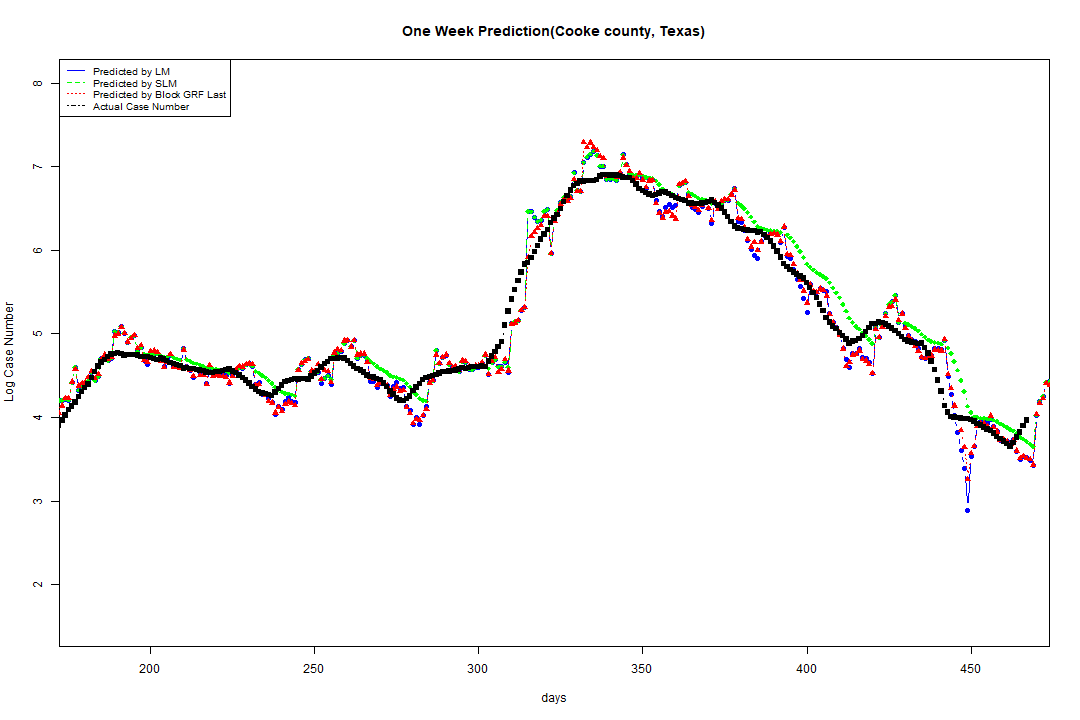 One Week Prediction(Cooke county, Texas)
Predicted by LM
Predicted by SLM
Predicted by Block GRF Last
Actual Case Number
8
7
6
5
4
3
2
Log Case Number
200 250 300 350 400 450
days